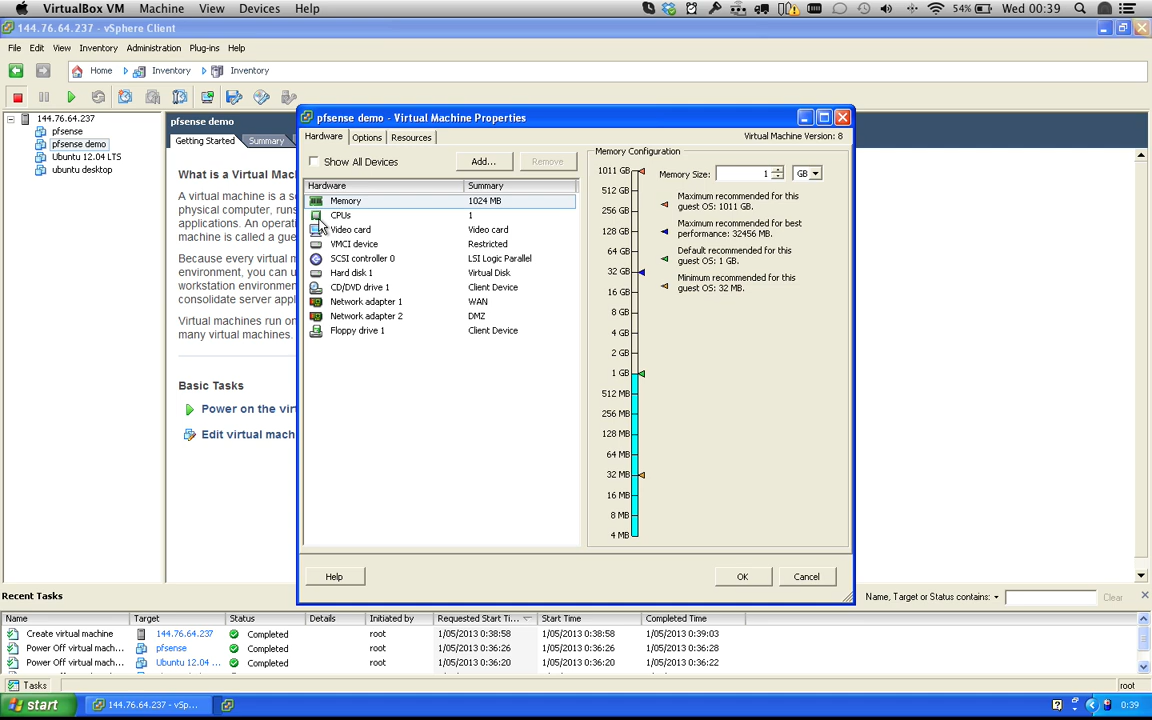 VirtualBox VM Machine View Devices Help 54% Wed 00:39
144.76.64.237 - vSphere Client
File Edit View Inventory Administration Plug-ins Help
Home Inventory Inventory
144.76.64.237
pfsense
pfsense demo
Ubuntu 12.04 LTS
ubuntu desktop
pfsense demo
Getting Started Summary
What is a Virtual Mac
A virtual machine is a s
physical computer, runs
applications. An operati
machine is called a gue
Because every virtual m
environment, you can u
workstation environmen
consolidate server appl
Virtual machines run on
many virtual machines.
Basic Tasks
Power on the virt
Edit virtual mach
pfsense demo - Virtual Machine Properties
Hardware Options Resources
Virtual Machine Version: 8
Show All Devices Add... Remove
Hardware Summary
Memory 1024 MB
CPUs 1
Video card Video card
VMCI device Restricted
SCSI controller 0 LSI Logic Parallel
Hard disk 1 Virtual Disk
CD/DVD drive 1 Client Device
Network adapter 1 WAN
Network adapter 2 DMZ
Floppy drive 1 Client Device
Memory Configuration
1011 GB
512 GB
256 GB
128 GB
64 GB
32 GB
16 GB
8 GB
4 GB
2 GB
1 GB
512 MB
256 MB
128 MB
64 MB
32 MB
16 MB
8 MB
4 MB
Memory Size: 1 GB
Maximum recommended for this
guest OS: 1011 GB.
Maximum recommended for best
performance: 32456 MB.
Default recommended for this
guest OS: 1 GB.
Minimum recommended for this
guest OS: 32 MB.
Help OK Cancel
Recent Tasks
Name, Target or Status contains: Clear
Name Target Status Details Initiated by Requested Start Ti... Start Time Completed Time
Create virtual machine 144.76.64.237 Completed root 1/05/2013 0:38:58 1/05/2013 0:38:58 1/05/2013 0:39:03
Power Off virtual mach... pfsense Completed root 1/05/2013 0:36:26 1/05/2013 0:36:26 1/05/2013 0:36:28
Power Off virtual mach... Ubuntu 12.04 ... Completed root 1/05/2013 0:36:20 1/05/2013 0:36:20 1/05/2013 0:36:22
Tasks root
start 144.76.64.237 - vSp... 0:39